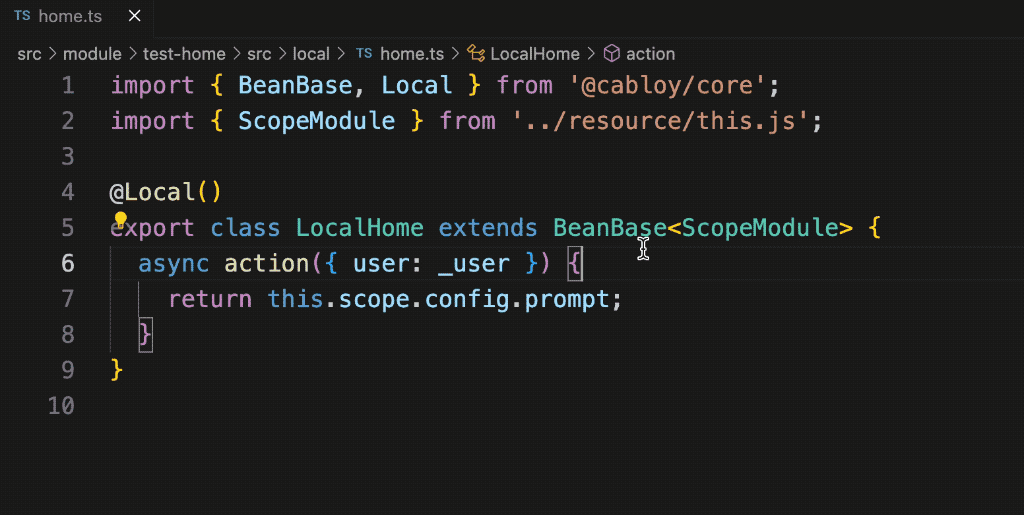 TS home.ts ×
src > module > test-home > src > local > TS home.ts > LocalHome > action
1 import { BeanBase, Local } from '@cabloy/core';
2 import { ScopeModule } from '../resource/this.js';
3
4 @Local()
5 export class LocalHome extends BeanBase<ScopeModule> {
6 async action({ user: _user }) {
7 return this.scope.config.prompt;
8 }
9 }
10